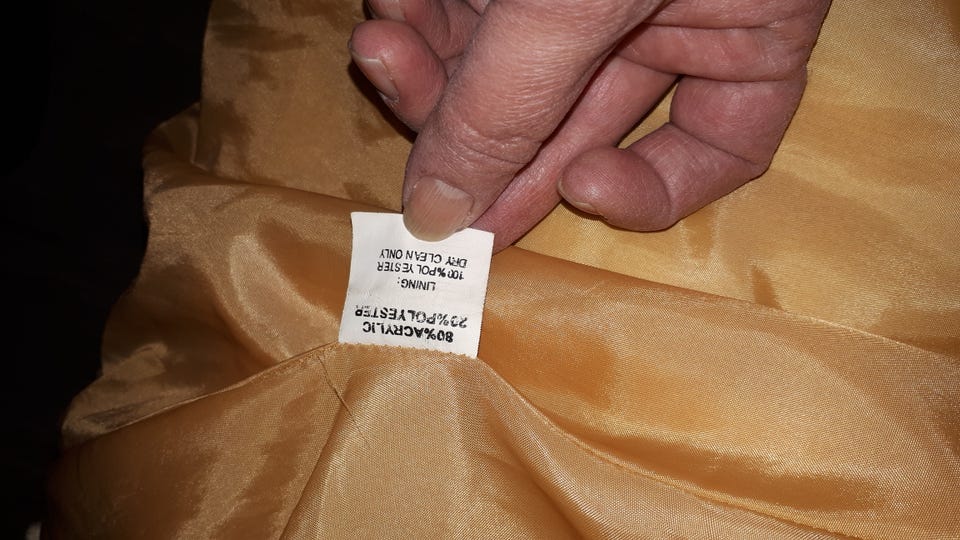 80%ACRYLIC
20%POLYESTER
LINING:
100%POLYESTER
DRY CLEAN ONLY